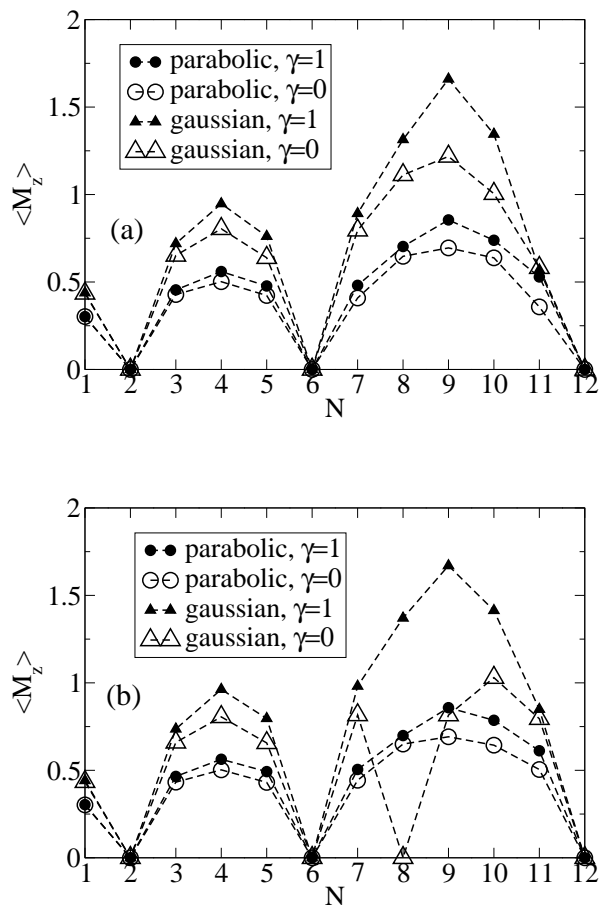 2
parabolic, γ=1
parabolic, γ=0
gaussian, γ=1
gaussian, γ=0
1.5
1
<M_z>
(a)
0.5
0
1 2 3 4 5 6 7 8 9 10 11 12
N
2
parabolic, γ=1
parabolic, γ=0
gaussian, γ=1
gaussian, γ=0
1.5
1
<M_z>
(b)
0.5
0
1 2 3 4 5 6 7 8 9 10 11 12
N